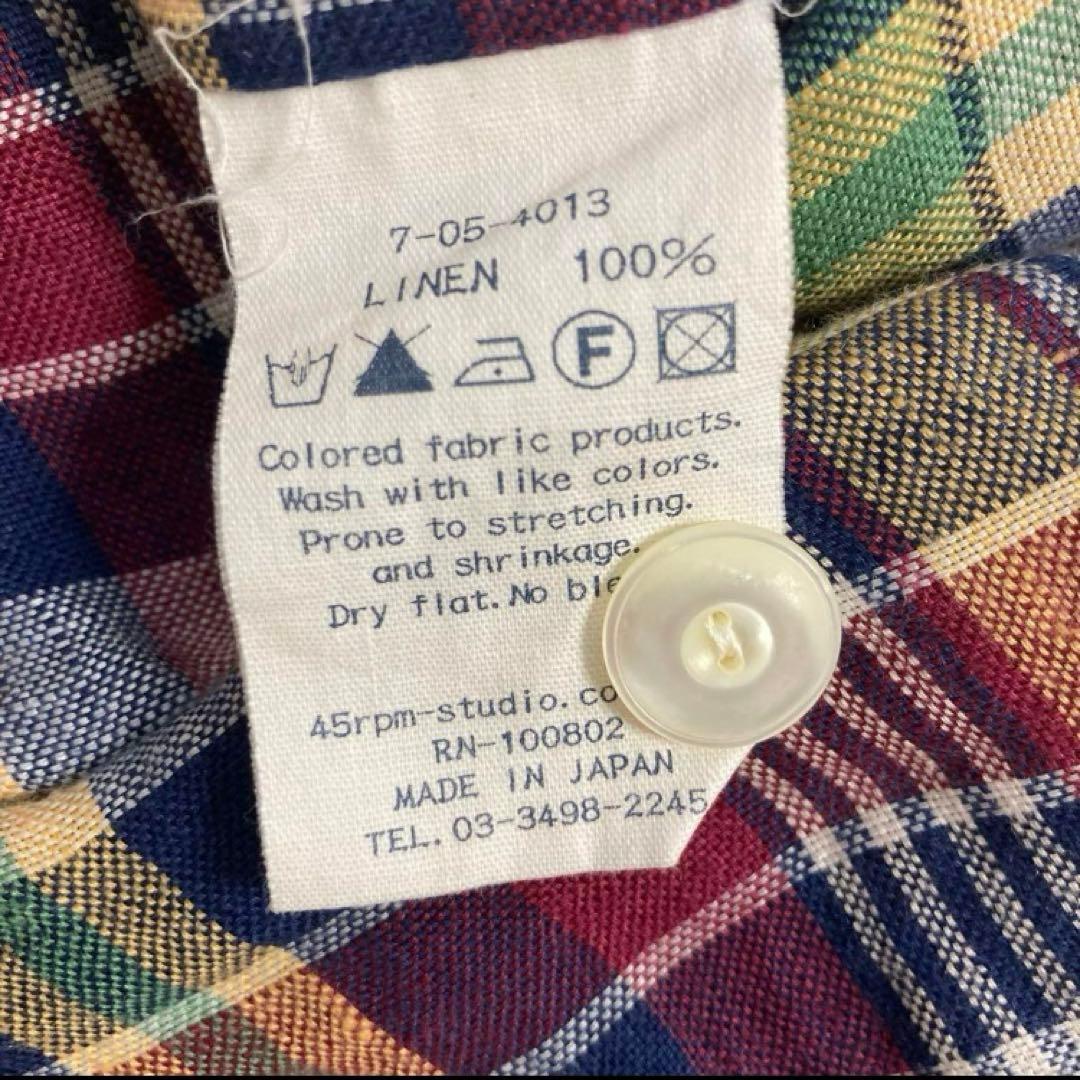 7-05-4013
LINEN 100%
F
Colored fabric products.
Wash with like colors.
Prone to stretching.
and shrinkage.
Dry flat. No
45rpm-studio.co
RN-100802
MADE IN JAPAN
TEL. 03-3498-2245